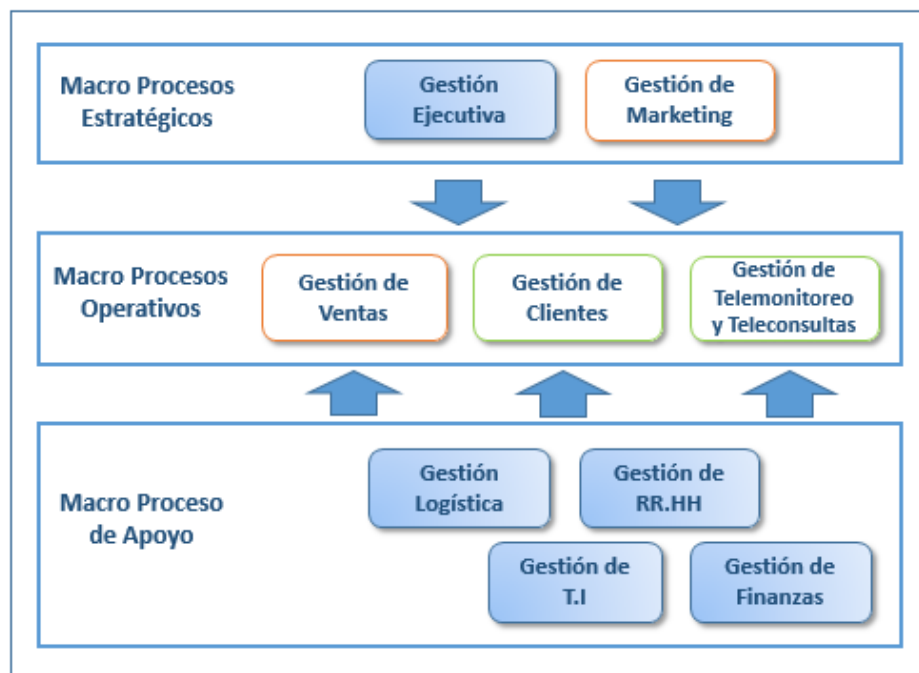 Macro Procesos
Estratégicos
Gestión
Ejecutiva
Gestión de
Marketing
Macro Procesos
Operativos
Gestión de
Ventas
Gestión de
Clientes
Gestión de
Telemonitoreo
y Teleconsultas
Macro Proceso
de Apoyo
Gestión
Logística
Gestión de
RR.HH
Gestión de
T.I
Gestión de
Finanzas